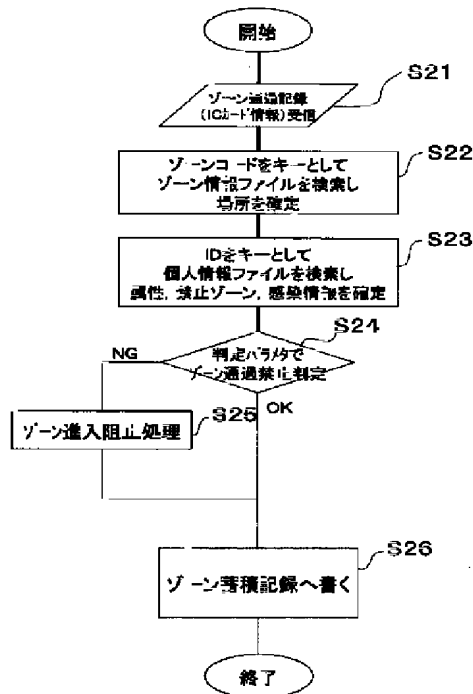 開始
S21
ゾーン通過記録
(ICカード情報)受信
S22
ゾーンコードをキーとして
ゾーン情報ファイルを検索し
場所を確定
S23
IDをキーとして
個人情報ファイルを検索し
属性, 禁止ゾーン, 感染情報を確定
S24
判定パラメタで
ゾーン通過禁止判定
NG
OK
S25
ゾーン進入阻止処理
S26
ゾーン蓄積記録へ書く
終了